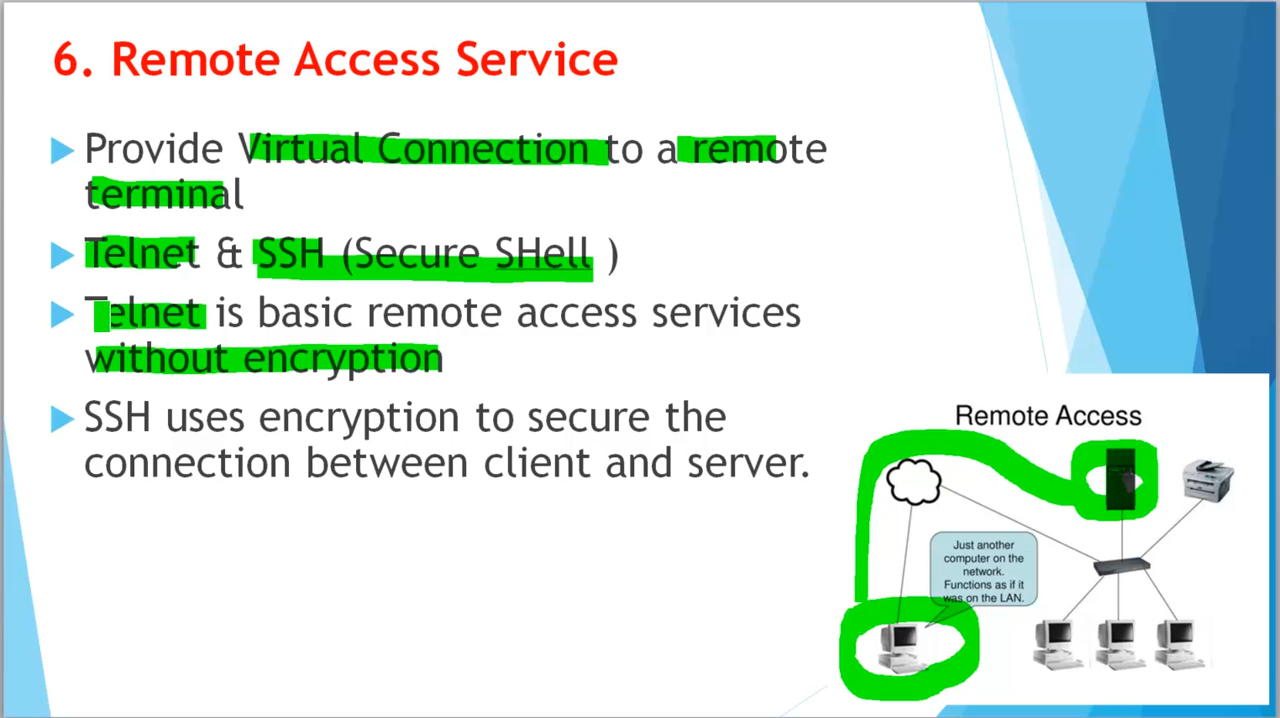 6. Remote Access Service
Provide Virtual Connection to a remote
terminal
Telnet & SSH (Secure SHell )
Telnet is basic remote access services
without encryption
SSH uses encryption to secure the
connection between client and server.
Remote Access
Just another
computer on the
network.
Functions as if it
was on the LAN.